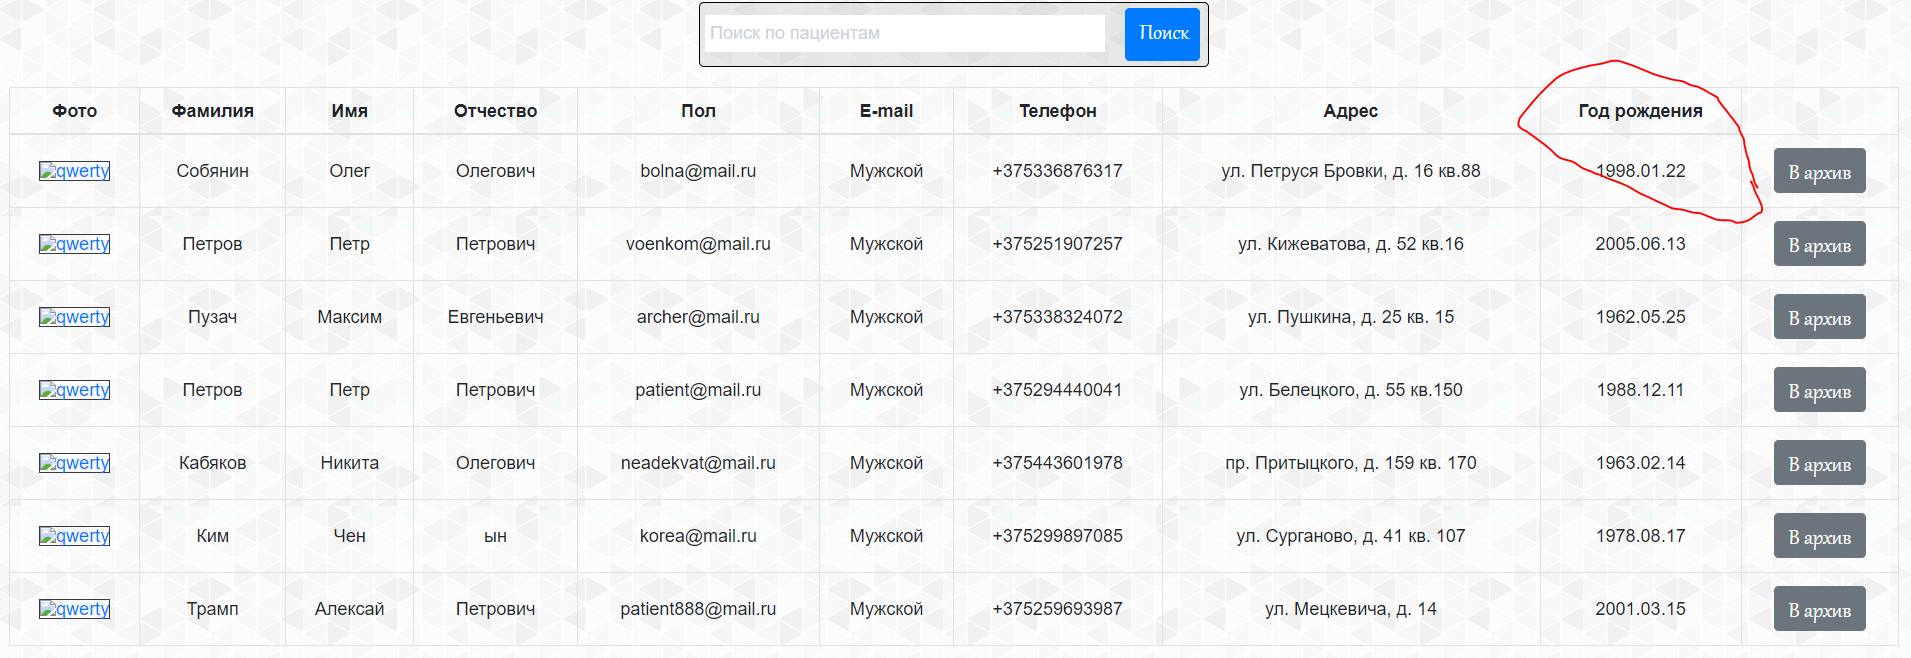 Поиск по пациентам Поиск
Фото Фамилия Имя Отчество Пол E-mail Телефон Адрес Год рождения
qwerty Собянин Олег Олегович bolna@mail.ru Мужской +375336876317 ул. Петруся Бровки, д. 16 кв.88 1998.01.22 В архив
qwerty Петров Петр Петрович voenkom@mail.ru Мужской +375251907257 ул. Кижеватова, д. 52 кв.16 2005.06.13 В архив
qwerty Пузач Максим Евгеньевич archer@mail.ru Мужской +375338324072 ул. Пушкина, д. 25 кв. 15 1962.05.25 В архив
qwerty Петров Петр Петрович patient@mail.ru Мужской +375294440041 ул. Белецкого, д. 55 кв.150 1988.12.11 В архив
qwerty Кабяков Никита Олегович neadekvat@mail.ru Мужской +375443601978 пр. Притыцкого, д. 159 кв. 170 1963.02.14 В архив
qwerty Ким Чен ын korea@mail.ru Мужской +375299897085 ул. Сурганово, д. 41 кв. 107 1978.08.17 В архив
qwerty Трамп Алексай Петрович patient888@mail.ru Мужской +375259693987 ул. Мецкевича, д. 14 2001.03.15 В архив